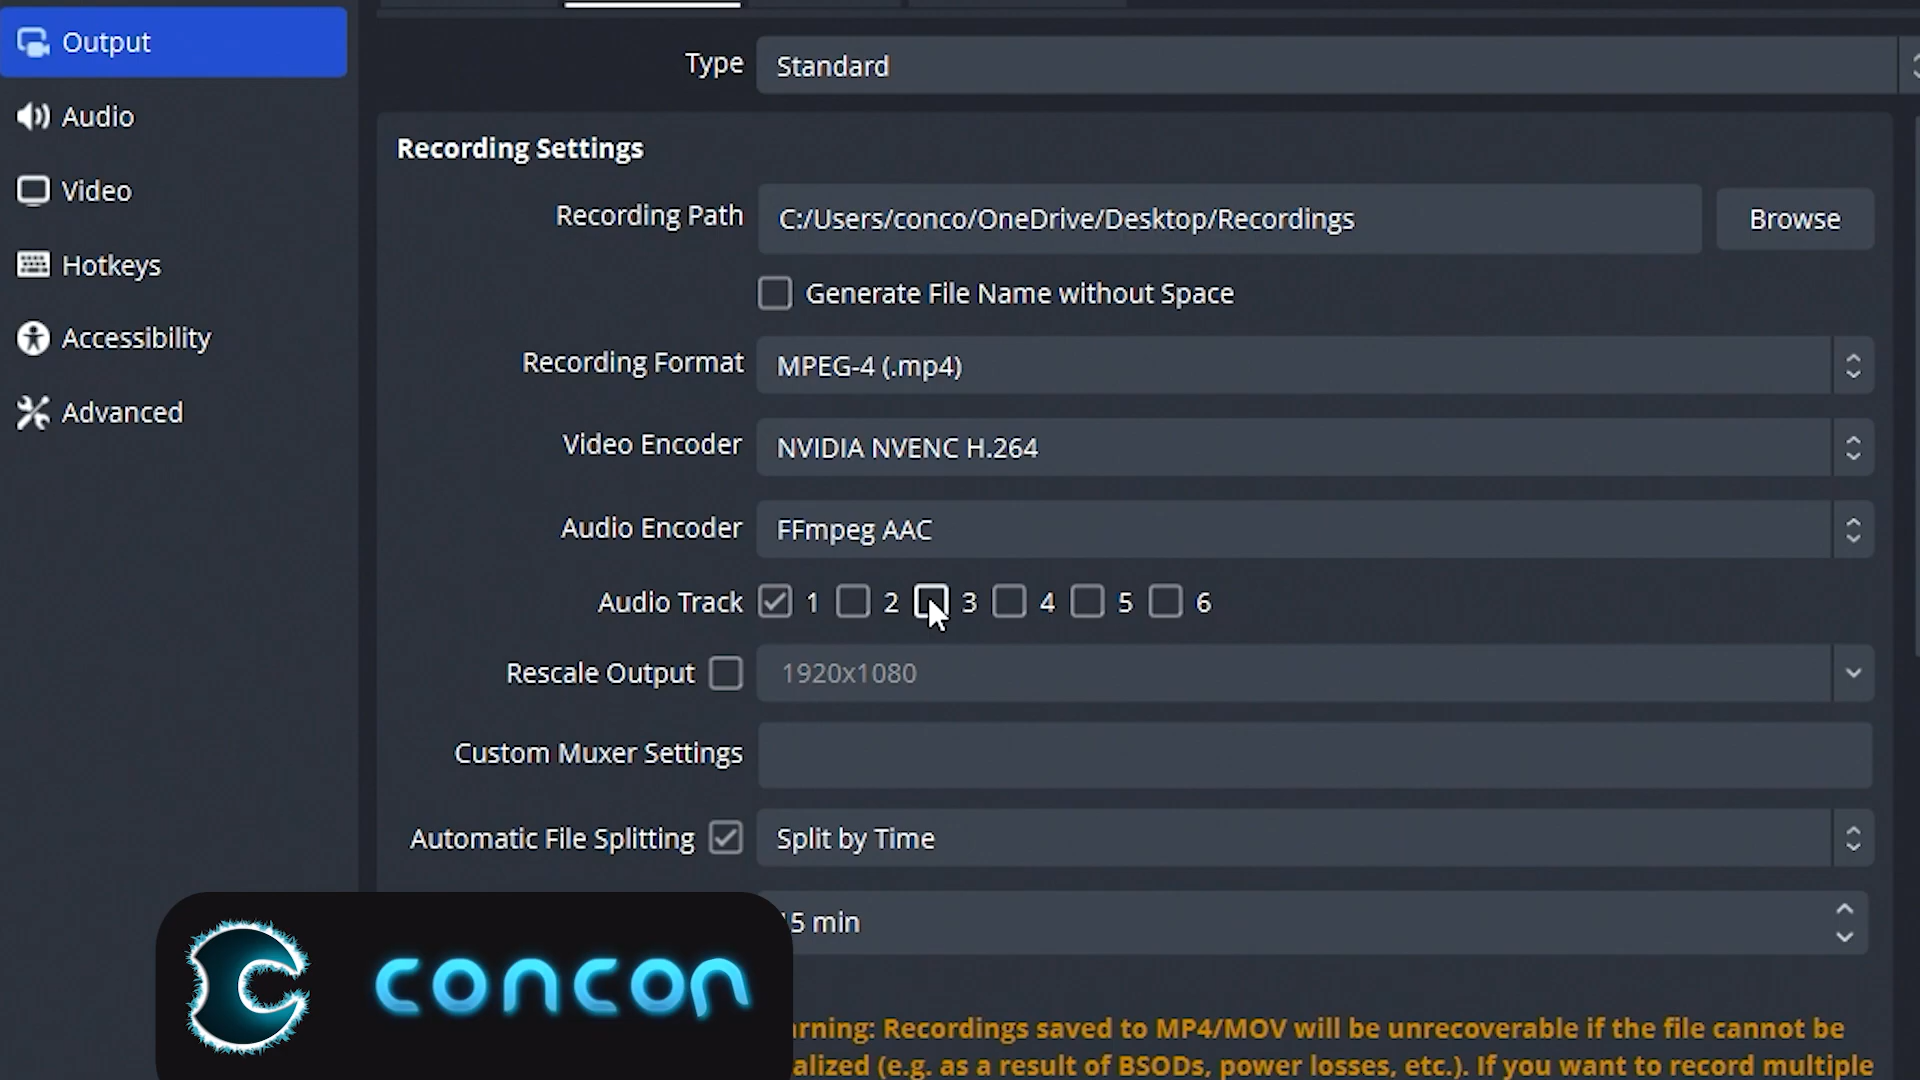 Output
Audio
Video
Hotkeys
Accessibility
Advanced
Type Standard
Recording Settings
Recording Path C:/Users/conco/OneDrive/Desktop/Recordings Browse
Generate File Name without Space
Recording Format MPEG-4 (.mp4)
Video Encoder NVIDIA NVENC H.264
Audio Encoder FFmpeg AAC
Audio Track 1 2 3 4 5 6
Rescale Output 1920x1080
Custom Muxer Settings
Automatic File Splitting Split by Time
5 min
concon
arning: Recordings saved to MP4/MOV will be unrecoverable if the file cannot be
alized (e.g. as a result of BSODs, power losses, etc.). If you want to record multiple